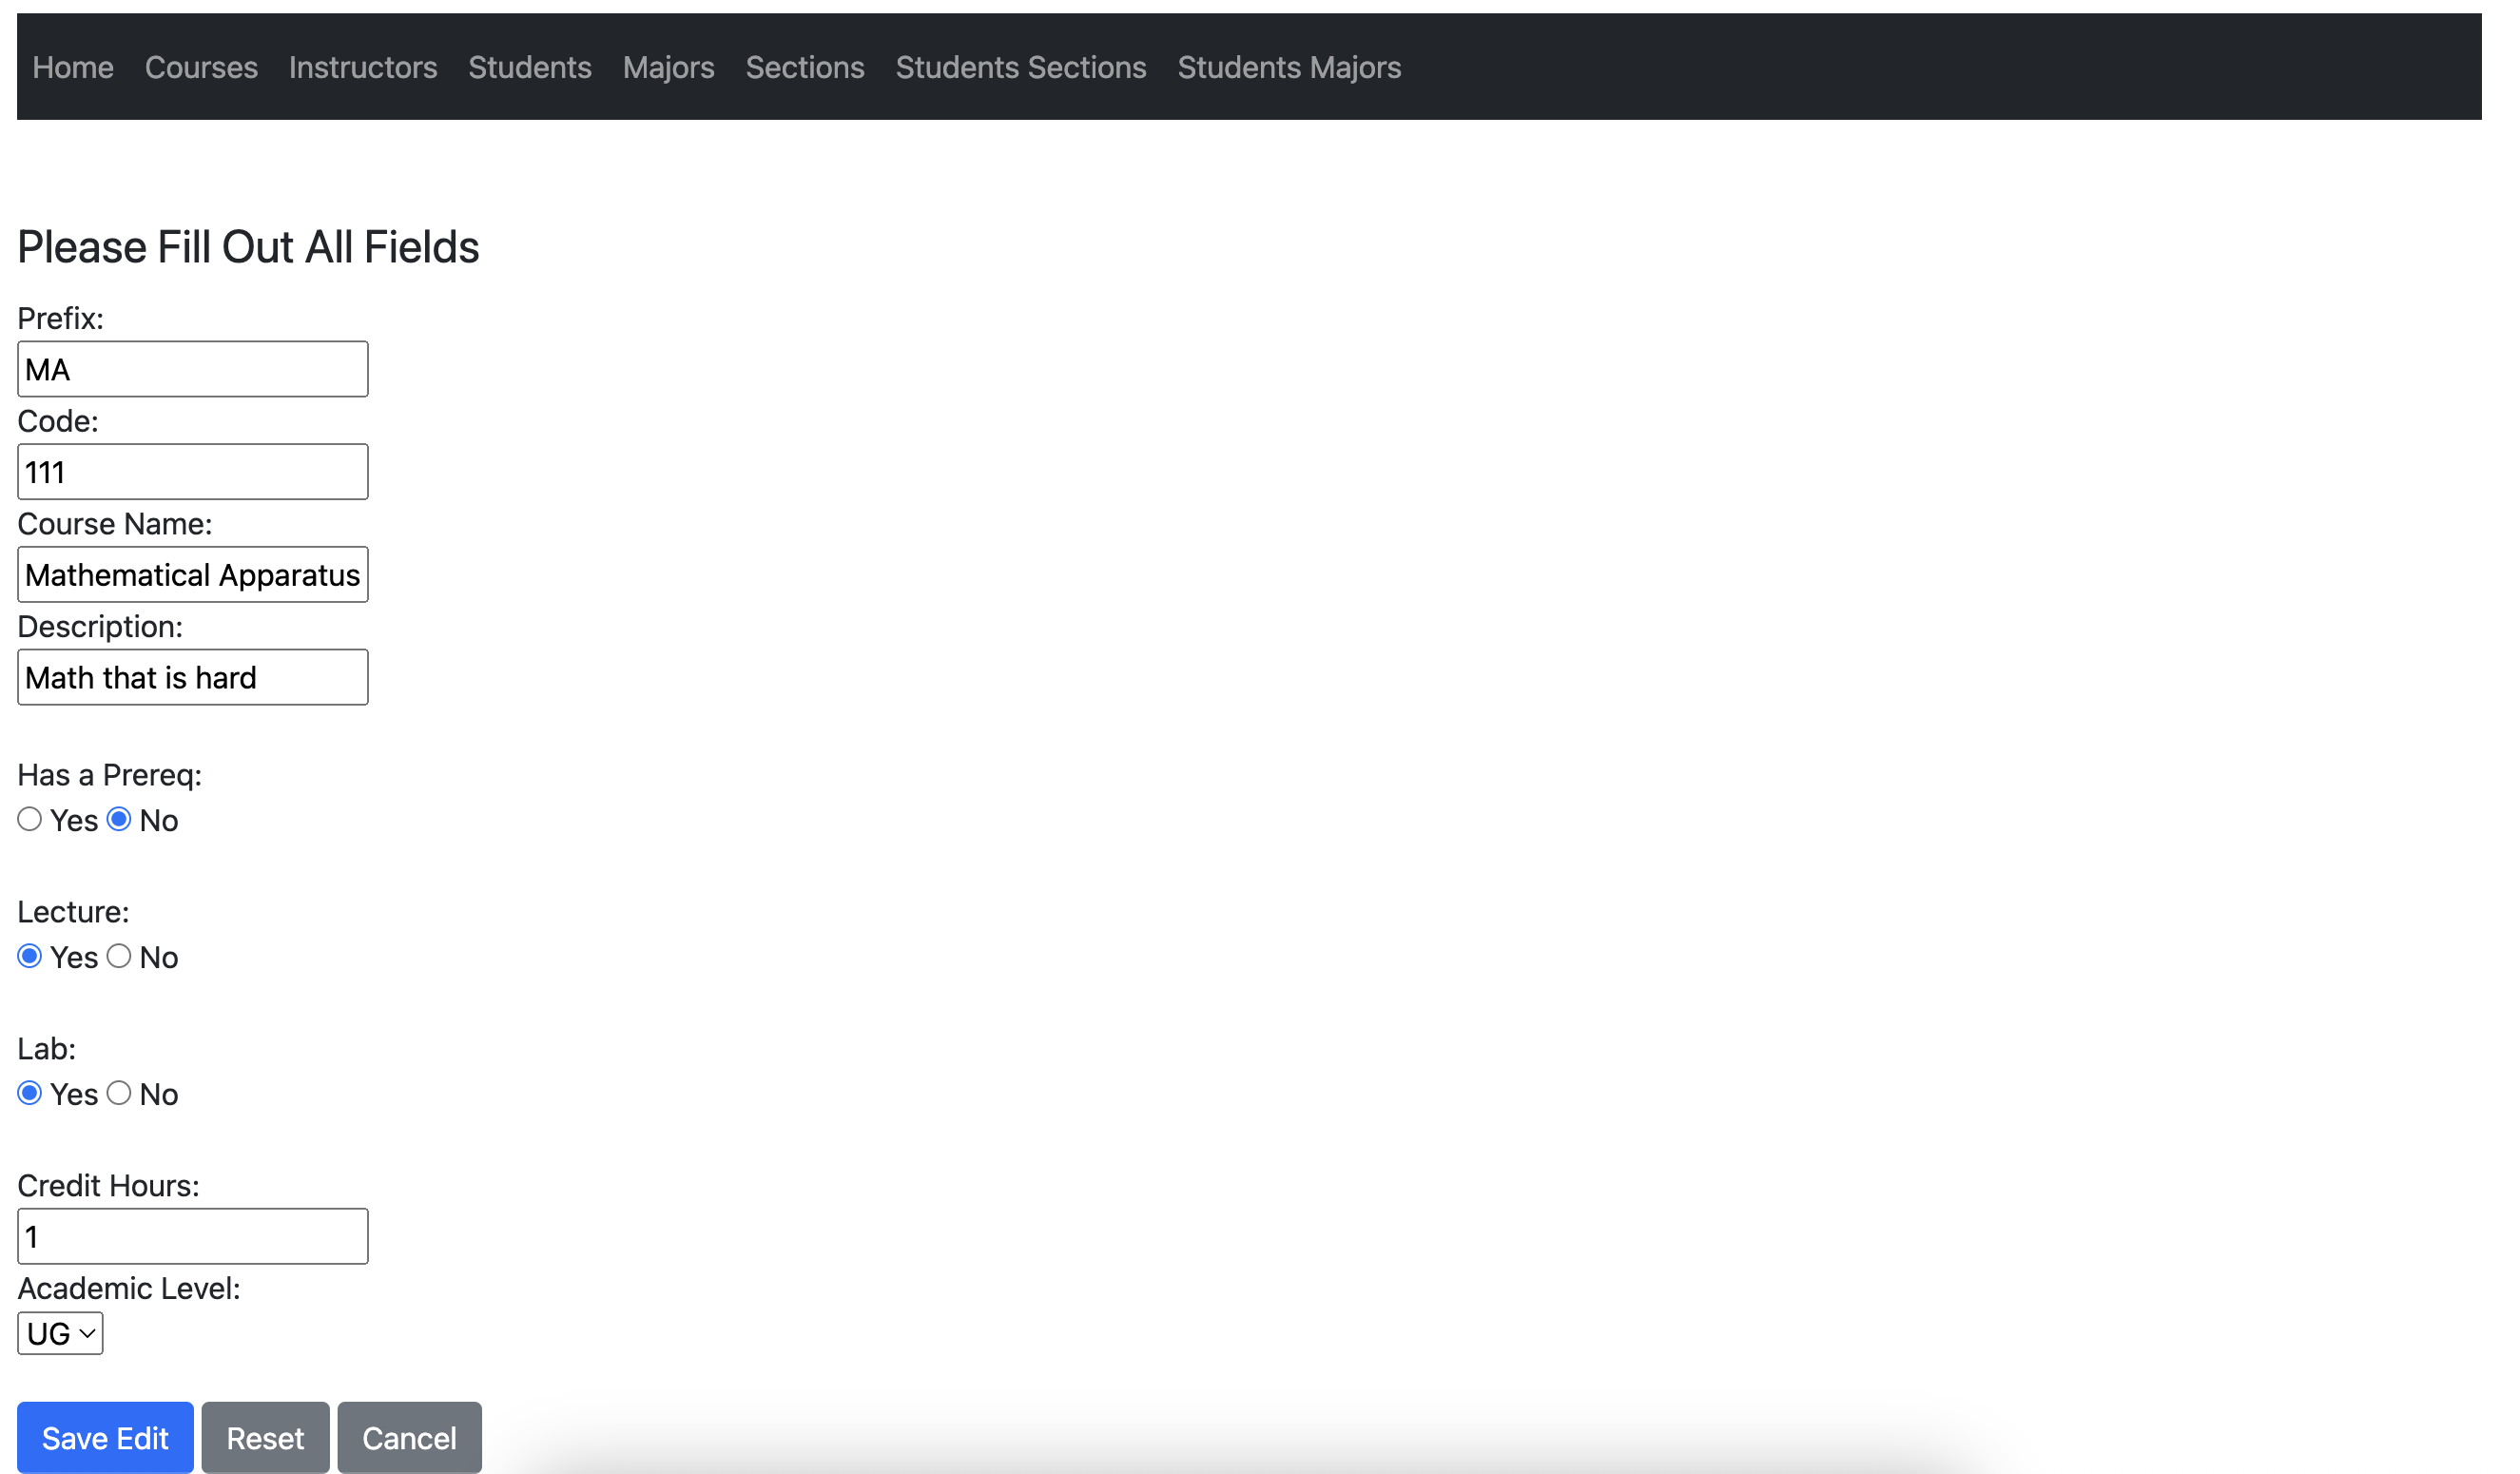 Home Courses Instructors Students Majors Sections Students Sections Students Majors
Please Fill Out All Fields
Prefix:
MA
Code:
111
Course Name:
Mathematical Apparatus
Description:
Math that is hard
Has a Prereq:
Yes No
Lecture:
Yes No
Lab:
Yes No
Credit Hours:
1
Academic Level:
UG
Save Edit Reset Cancel